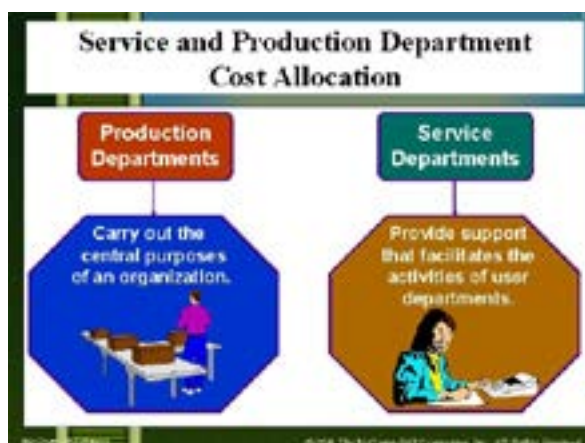 Service and Production Department
Cost Allocation
Production
Departments
Service
Departments
Carry out the
central purposes
of an organization.
Provide support
that facilitates the
activities of user
departments.